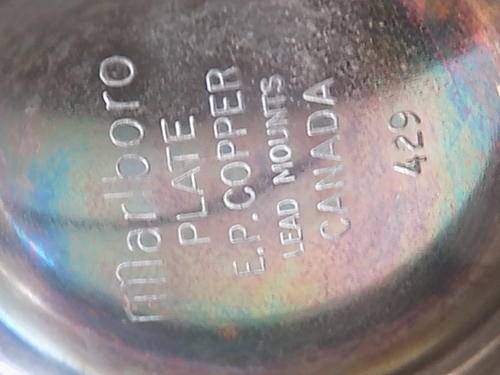 Marlboro
PLATE
E.P. COPPER
LEAD MOUNTS
CANADA
429